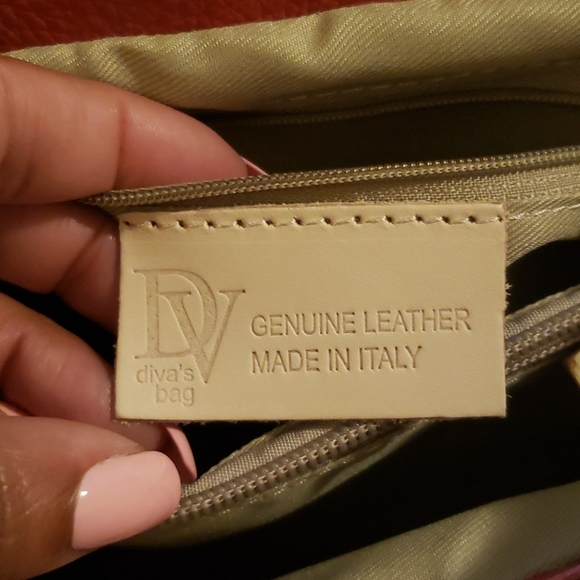 DV
diva's
bag
GENUINE LEATHER
MADE IN ITALY